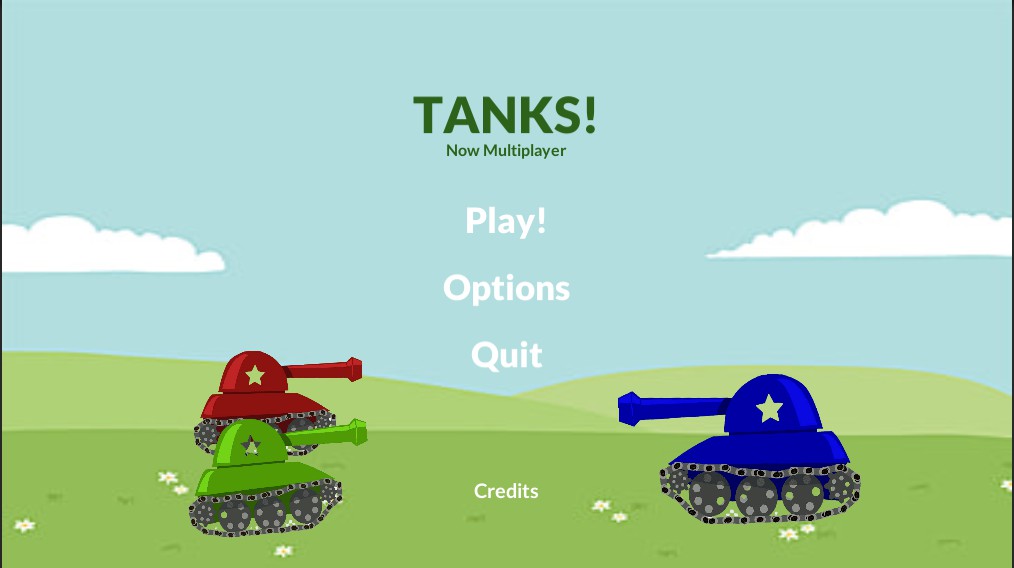 TANKS!
Now Multiplayer
Play!
Options
Quit
Credits